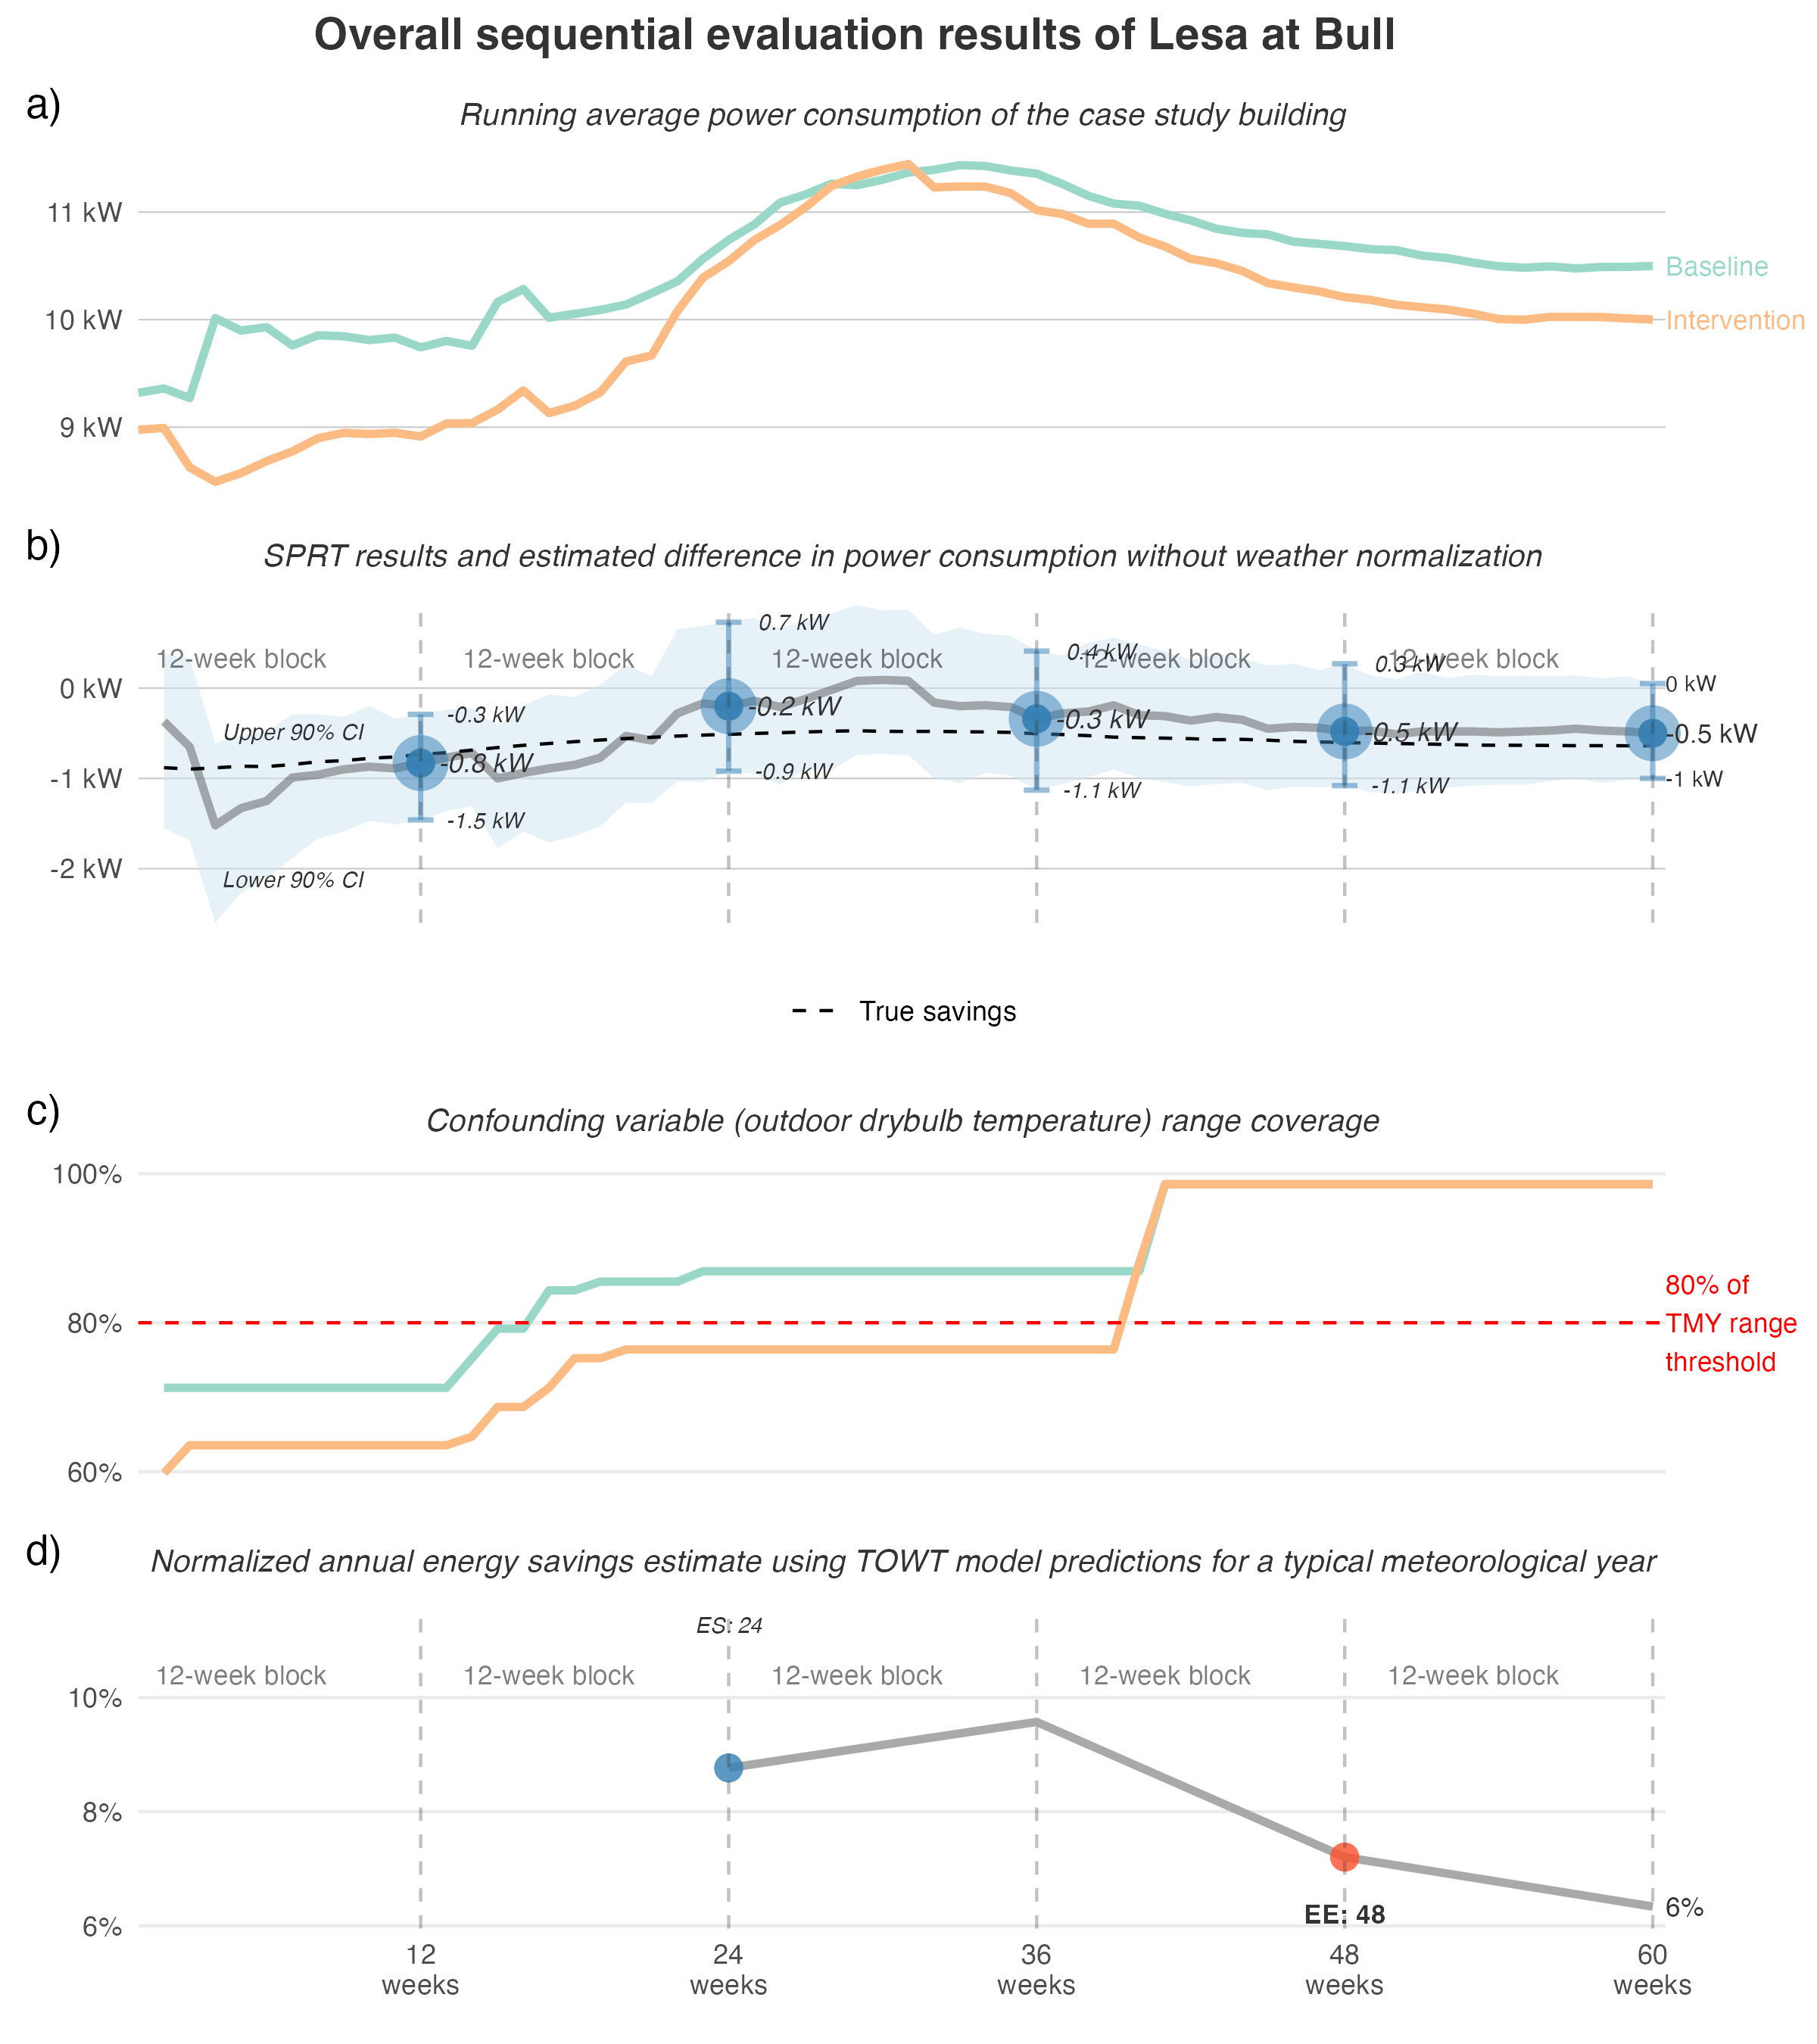 Overall sequential evaluation results of Lesa at Bull
a)
Running average power consumption of the case study building
11 kW
10 kW
9 kW
Baseline
Intervention
b)
SPRT results and estimated difference in power consumption without weather normalization
12-week block
12-week block
12-week block
12-week block
12-week block
0 kW
-1 kW
-2 kW
Upper 90% CI
Lower 90% CI
-0.3 kW
-0.8 kW
-1.5 kW
0.7 kW
-0.2 kW
-0.9 kW
0.4 kW
-0.3 kW
-1.1 kW
0.3 kW
-0.5 kW
-1.1 kW
0 kW
-0.5 kW
-1 kW
True savings
c)
Confounding variable (outdoor drybulb temperature) range coverage
100%
80%
60%
80% of
TMY range
threshold
d)
Normalized annual energy savings estimate using TOWT model predictions for a typical meteorological year
ES: 24
12-week block
12-week block
12-week block
12-week block
12-week block
10%
8%
6%
EE: 48
6%
12
weeks
24
weeks
36
weeks
48
weeks
60
weeks